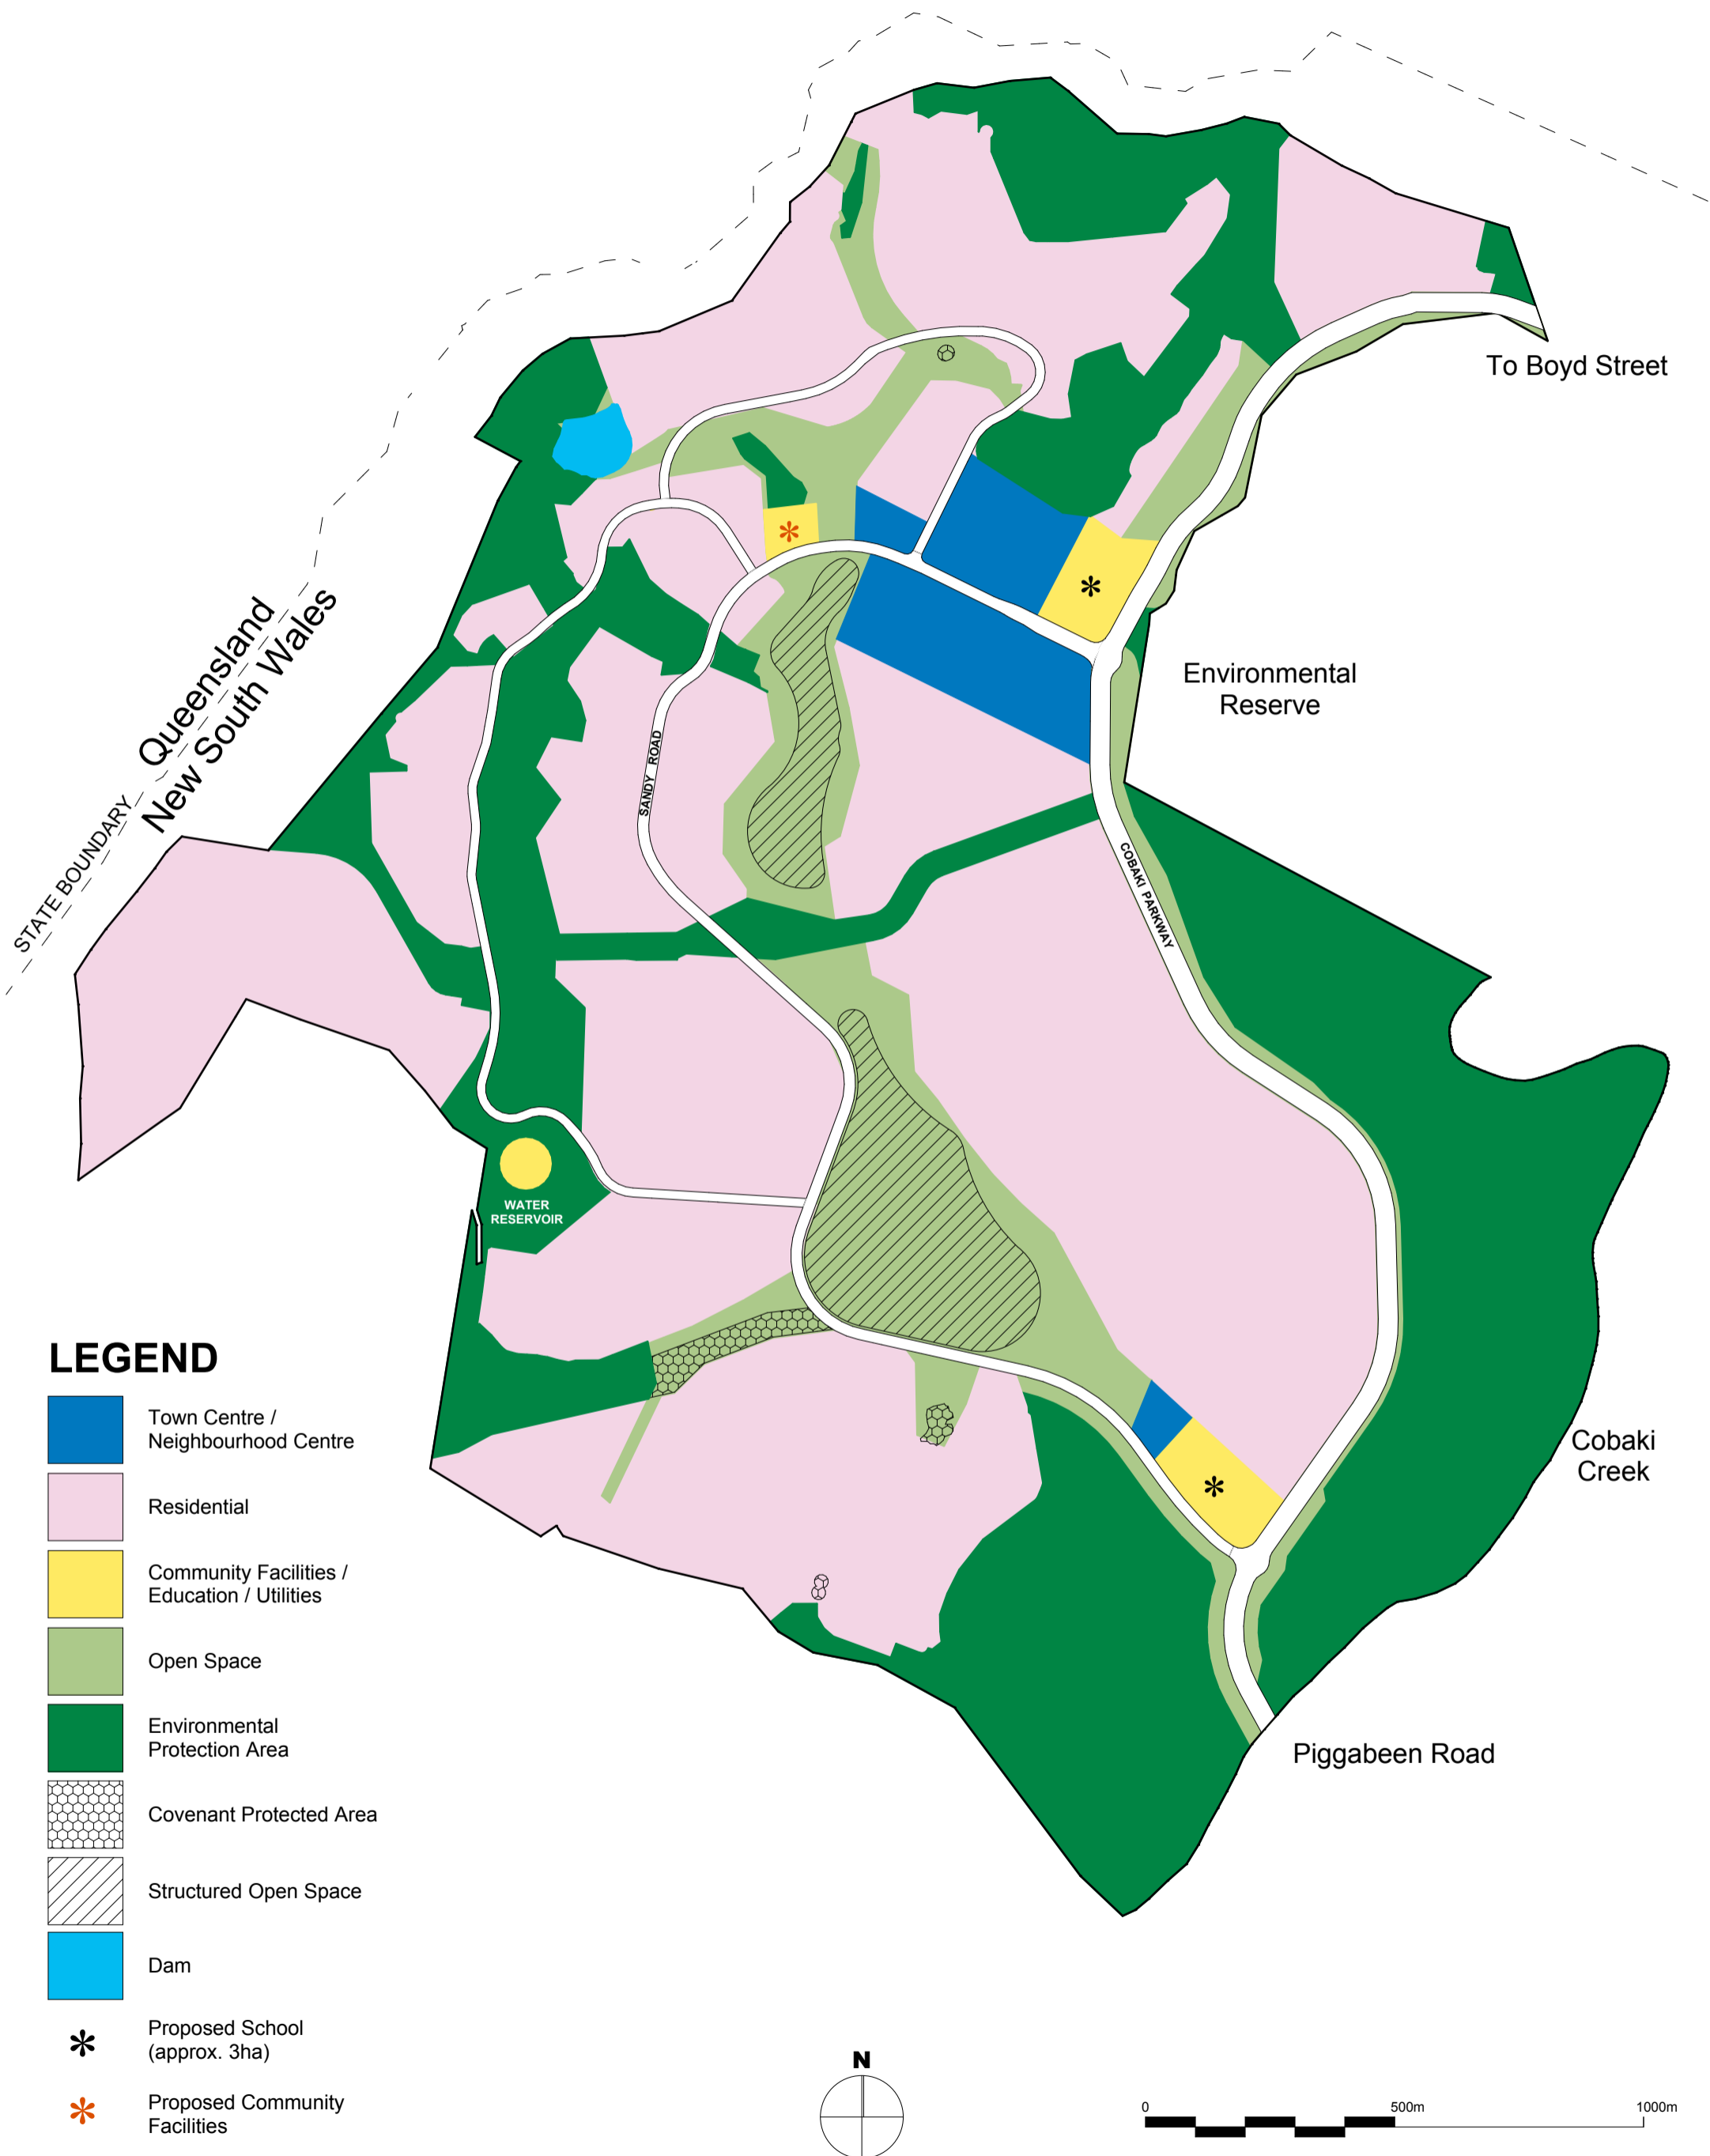 To Boyd Street
Queensland
New South Wales
STATE BOUNDARY
Environmental
Reserve
SANDY ROAD
COBAKI PARKWAY
WATER
RESERVOIR
Cobaki
Creek
Piggabeen Road
LEGEND
Town Centre /
Neighbourhood Centre
Residential
Community Facilities /
Education / Utilities
Open Space
Environmental
Protection Area
Covenant Protected Area
Structured Open Space
Dam
Proposed School
(approx. 3ha)
Proposed Community
Facilities
N
0 500m 1000m